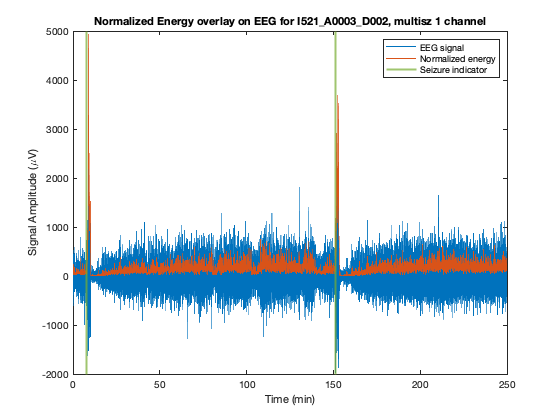 Normalized Energy overlay on EEG for I521_A0003_D002, multisz 1 channel
EEG signal
Normalized energy
Seizure indicator
Signal Amplitude (μV)
5000
4000
3000
2000
1000
0
-1000
-2000
0
50
100
150
200
250
Time (min)